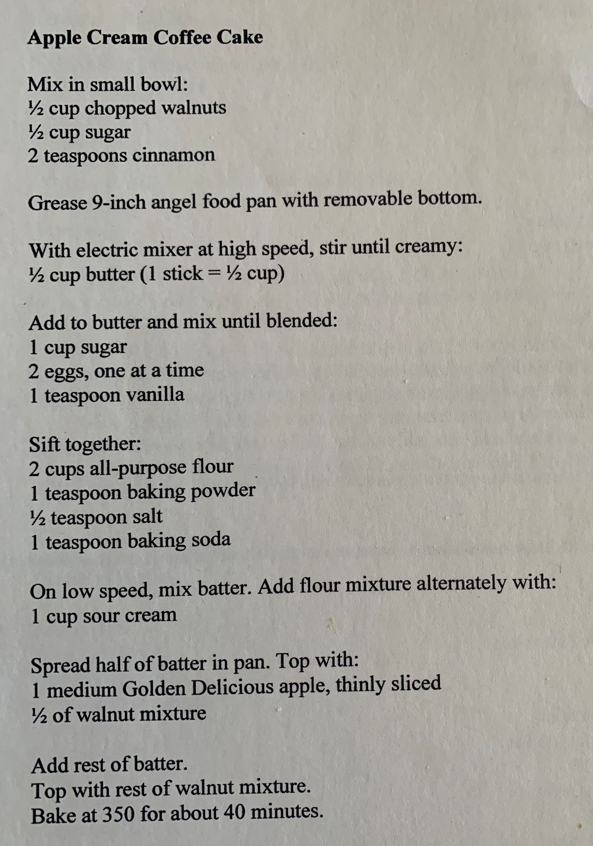 Apple Cream Coffee Cake
Mix in small bowl:
½ cup chopped walnuts
½ cup sugar
2 teaspoons cinnamon
Grease 9-inch angel food pan with removable bottom.
With electric mixer at high speed, stir until creamy:
½ cup butter (1 stick = ½ cup)
Add to butter and mix until blended:
1 cup sugar
2 eggs, one at a time
1 teaspoon vanilla
Sift together:
2 cups all-purpose flour
1 teaspoon baking powder
½ teaspoon salt
1 teaspoon baking soda
On low speed, mix batter. Add flour mixture alternately with:
1 cup sour cream
Spread half of batter in pan. Top with:
1 medium Golden Delicious apple, thinly sliced
½ of walnut mixture
Add rest of batter.
Top with rest of walnut mixture.
Bake at 350 for about 40 minutes.